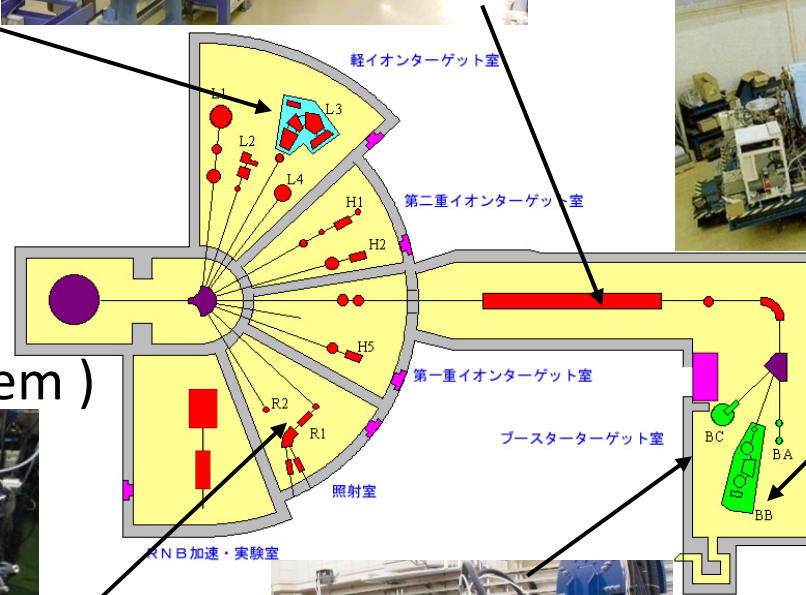 軽イオンターゲット室
L1
L3
L2
L4
第二重イオンターゲット室
H1
H2
em )
H5
第一重イオンターゲット室
R2
R1
ブースターターゲット室
BC
BA
照射室
BB
RNB加速・実験室